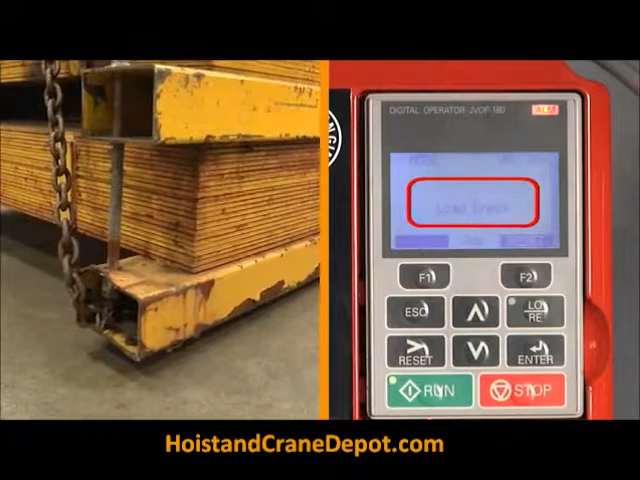 DIGITAL OPERATOR JVOP-180
ALM
Load Check
F1
F2
ESC
LO
RE
RESET
ENTER
RUN
STOP
HoistandCraneDepot.com